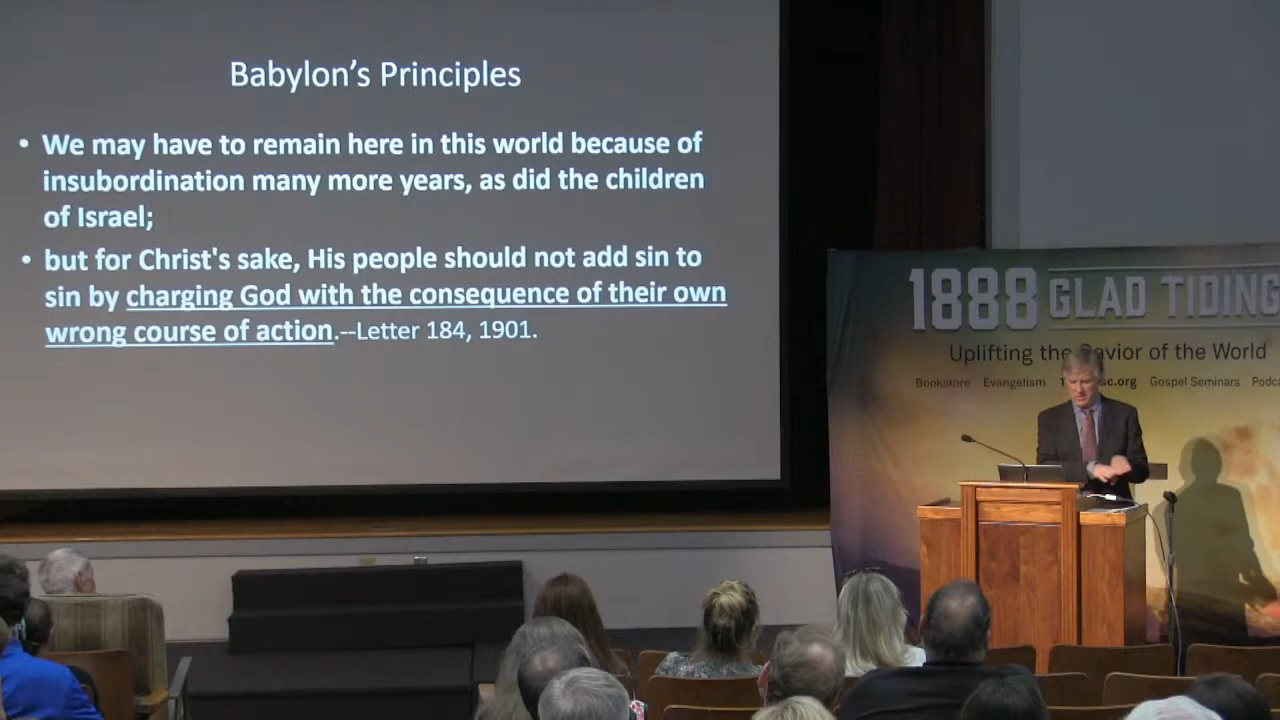 Babylon's Principles
• We may have to remain here in this world because of
insubordination many more years, as did the children
of Israel;
• but for Christ's sake, His people should not add sin to
sin by charging God with the consequence of their own
wrong course of action.--Letter 184, 1901.
1888 GLAD TIDING
Uplifting the Savior of the World
Bookstore Evangelism Gospel Seminars